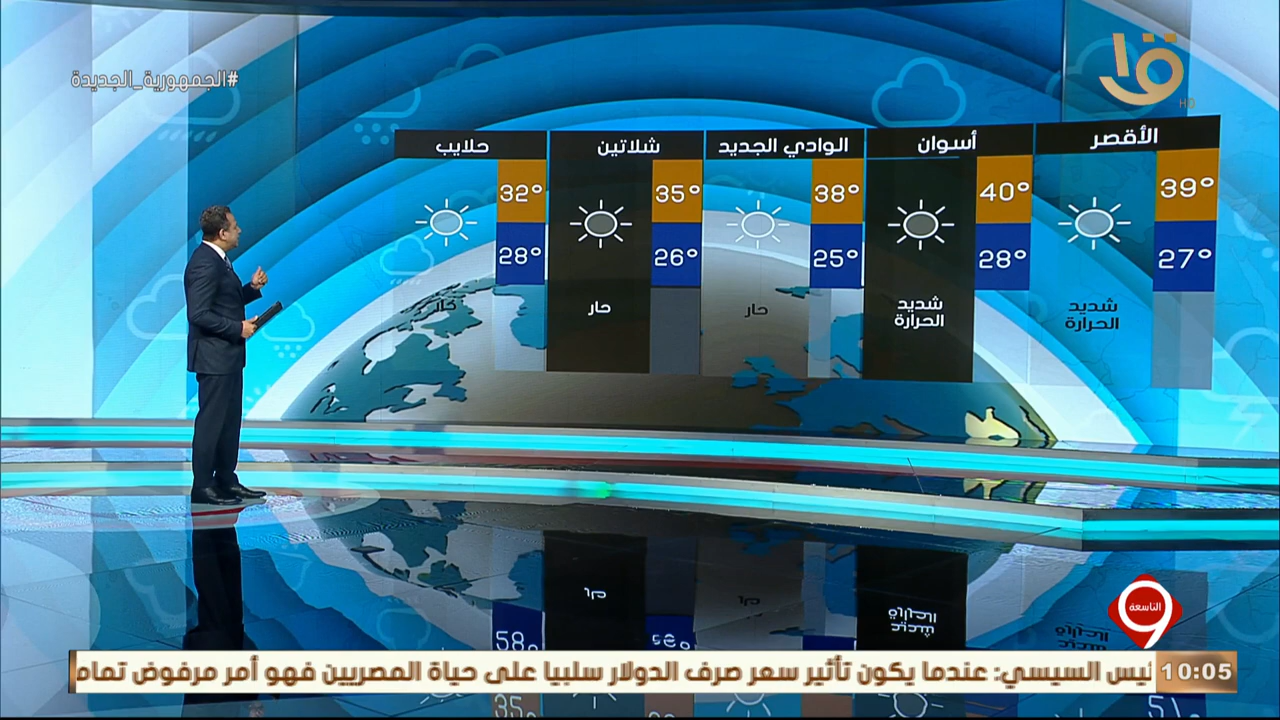 #الجمهورية_الجديدة
HD
الأقصر
39°
27°
شديد
الحرارة
أسوان
40°
28°
شديد
الحرارة
الوادي الجديد
38°
25°
حار
شلاتين
35°
26°
حار
حلايب
32°
28°
حار
التاسعة
9
10:05
ئيس السيسي: عندما يكون تأثير سعر صرف الدولار سلبيا على حياة المصريين فهو أمر مرفوض تمام